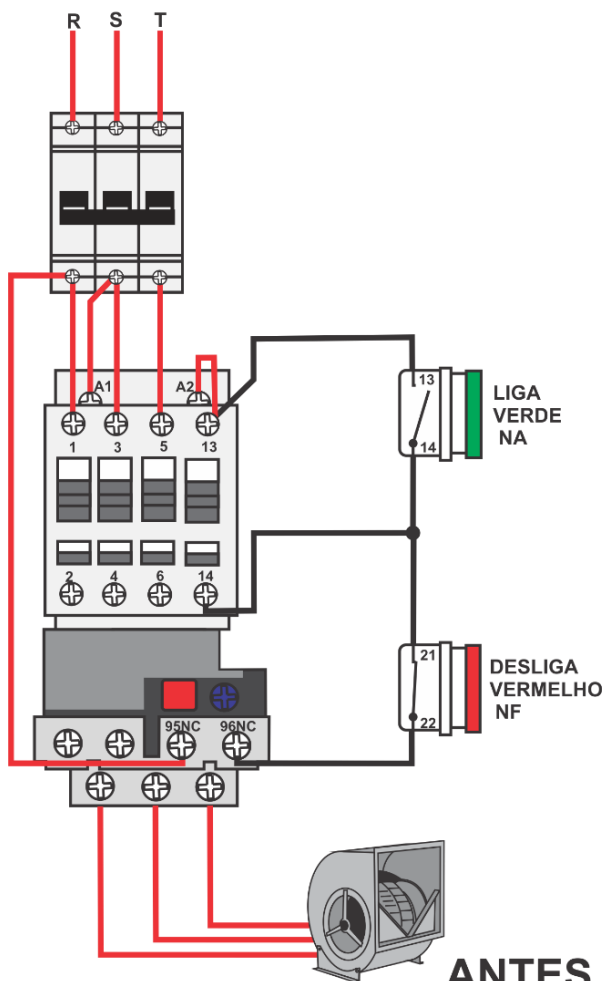 R S T
A1 A2
1 3 5 13
2 4 6 14
95NC 96NC
13
14
LIGA
VERDE
NA
21
22
DESLIGA
VERMELHO
NF
ANTES